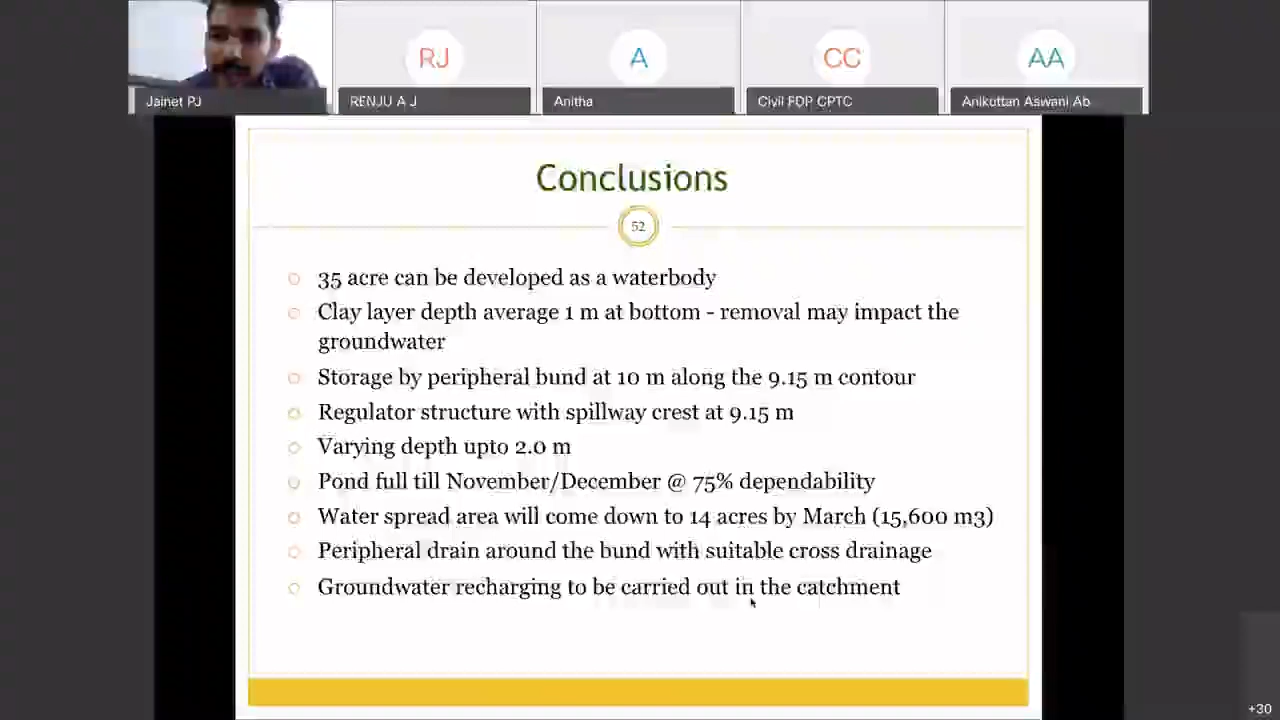 RJ
A
CC
AA
Jainet PJ
RENJU A J
Anitha
Civil FDP CPTC
Anikuttan Aswani Ab
Conclusions
52
35 acre can be developed as a waterbody
Clay layer depth average 1 m at bottom - removal may impact the
groundwater
Storage by peripheral bund at 10 m along the 9.15 m contour
Regulator structure with spillway crest at 9.15 m
Varying depth upto 2.0 m
Pond full till November/December @ 75% dependability
Water spread area will come down to 14 acres by March (15,600 m3)
Peripheral drain around the bund with suitable cross drainage
Groundwater recharging to be carried out in the catchment
+30